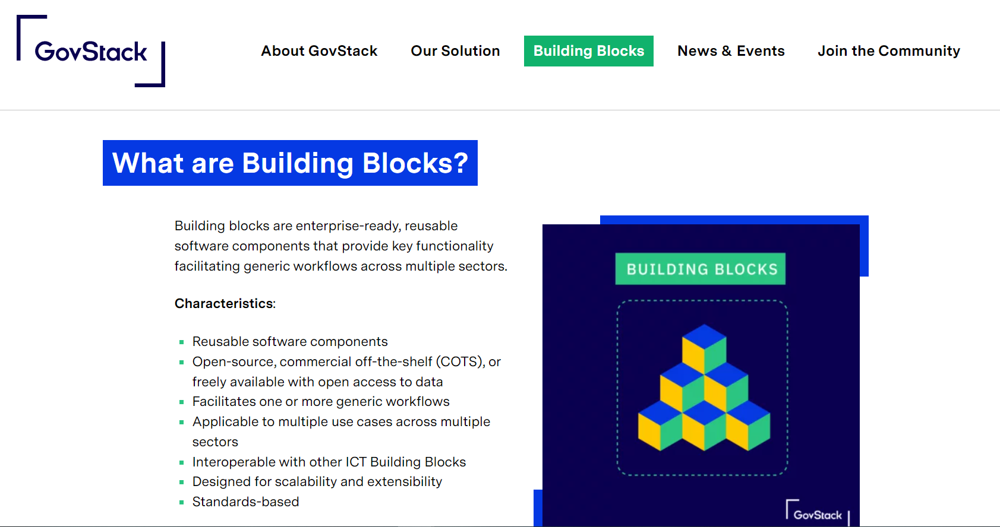 GovStack
About GovStack
Our Solution
Building Blocks
News & Events
Join the Community
What are Building Blocks?
Building blocks are enterprise-ready, reusable
software components that provide key functionality
facilitating generic workflows across multiple sectors.
Characteristics:
Reusable software components
Open-source, commercial off-the-shelf (COTS), or
freely available with open access to data
Facilitates one or more generic workflows
Applicable to multiple use cases across multiple
sectors
Interoperable with other ICT Building Blocks
Designed for scalability and extensibility
Standards-based
BUILDING BLOCKS
GovStack